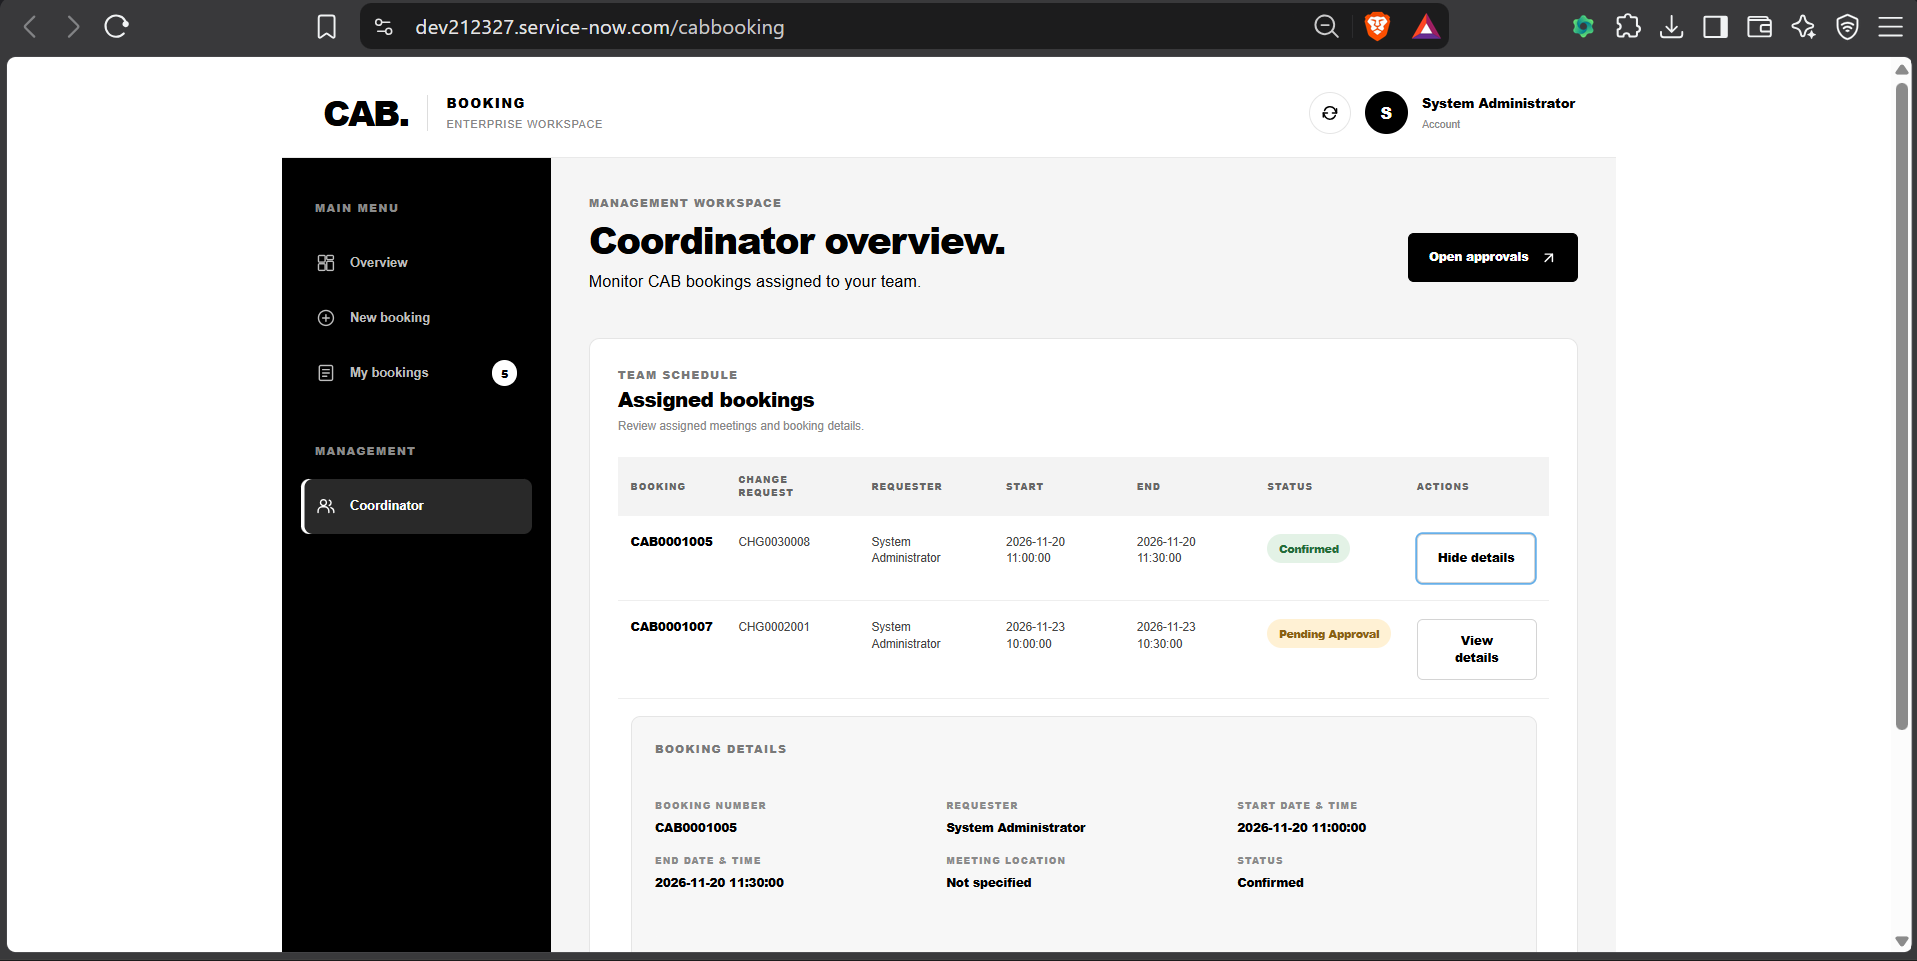 dev212327.service-now.com/cabbooking
CAB.
BOOKING
ENTERPRISE WORKSPACE
S
System Administrator
Account
MAIN MENU
Overview
New booking
My bookings 5
MANAGEMENT
Coordinator
MANAGEMENT WORKSPACE
Coordinator overview.
Monitor CAB bookings assigned to your team.
Open approvals
TEAM SCHEDULE
Assigned bookings
Review assigned meetings and booking details.
BOOKING CHANGE REQUEST REQUESTER START END STATUS ACTIONS
CAB0001005 CHG0030008 System Administrator 2026-11-20 11:00:00 2026-11-20 11:30:00 Confirmed Hide details
CAB0001007 CHG0002001 System Administrator 2026-11-23 10:00:00 2026-11-23 10:30:00 Pending Approval View details
BOOKING DETAILS
BOOKING NUMBER REQUESTER START DATE & TIME
CAB0001005 System Administrator 2026-11-20 11:00:00
END DATE & TIME MEETING LOCATION STATUS
2026-11-20 11:30:00 Not specified Confirmed